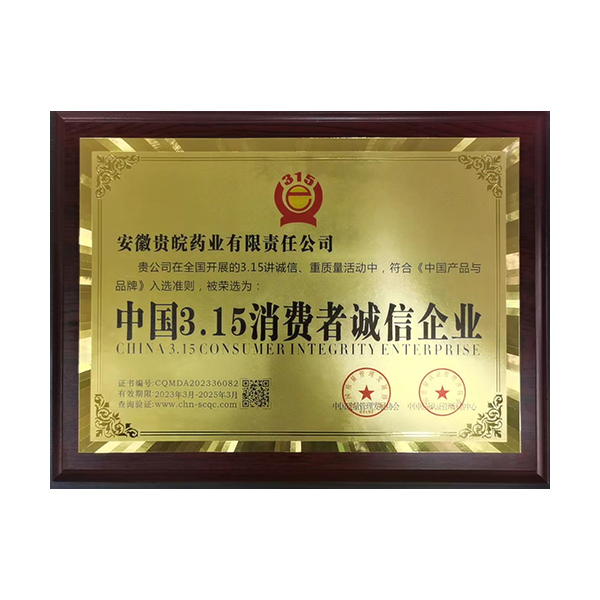 315
安徽贵皖药业有限责任公司
贵公司在全国开展的3.15讲诚信、重质量活动中，符合《中国产品与
品牌》入选准则，被荣选为：
中国3.15消费者诚信企业
CHINA 3.15 CONSUMER INTEGRITY ENTERPRISE
证书编号:CQMDA202336082
有效期限:2023年3月-2025年3月
查询验证:www.chn-scqc.com